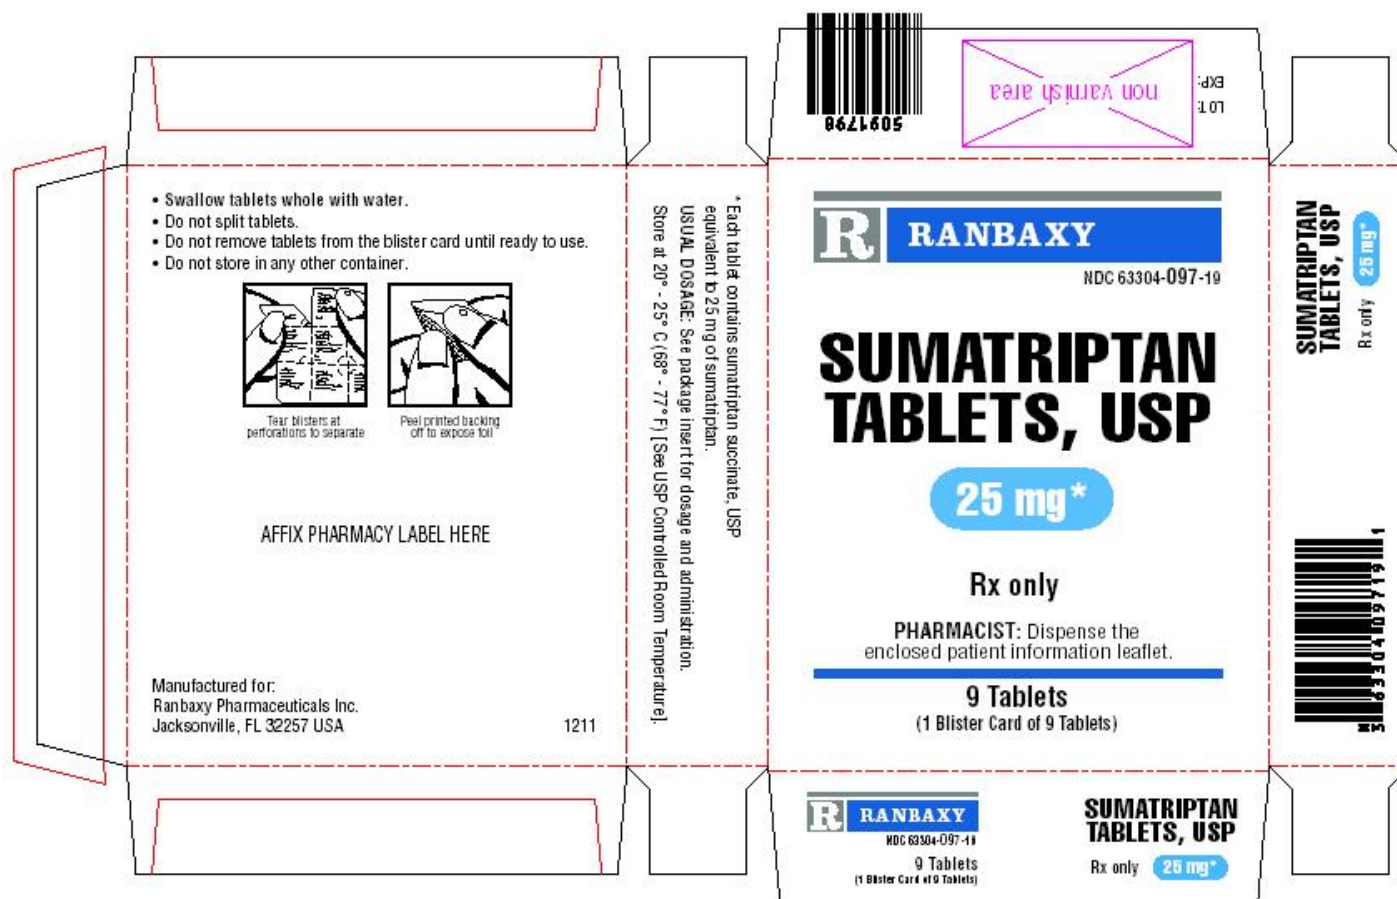 • Swallow tablets whole with water.
• Do not split tablets.
• Do not remove tablets from the blister card until ready to use.
• Do not store in any other container.
Tear blisters at
perforations to separate
Peel printed backing
off to expose foil
AFFIX PHARMACY LABEL HERE
Manufactured for:
Ranbaxy Pharmaceuticals Inc.
Jacksonville, FL 32257 USA
1211
* Each tablet contains sumatriptan succinate, USP
equivalent to 25 mg of sumatriptan.
USUAL DOSAGE: See package insert for dosage and administration.
Store at 20° - 25° C (68° - 77° F) [See USP Controlled Room Temperature].
5091798
non varnish area
LOT:
EXP:
R RANBAXY
NDC 63304-097-19
SUMATRIPTAN
TABLETS, USP
25 mg*
Rx only
PHARMACIST: Dispense the
enclosed patient information leaflet.
9 Tablets
(1 Blister Card of 9 Tablets)
R RANBAXY
NDC 63304-097-19
9 Tablets
(1 Blister Card of 9 Tablets)
SUMATRIPTAN
TABLETS, USP
Rx only 25 mg*
SUMATRIPTAN
TABLETS, USP
Rx only 25 mg*
N
3 63304 09719 1